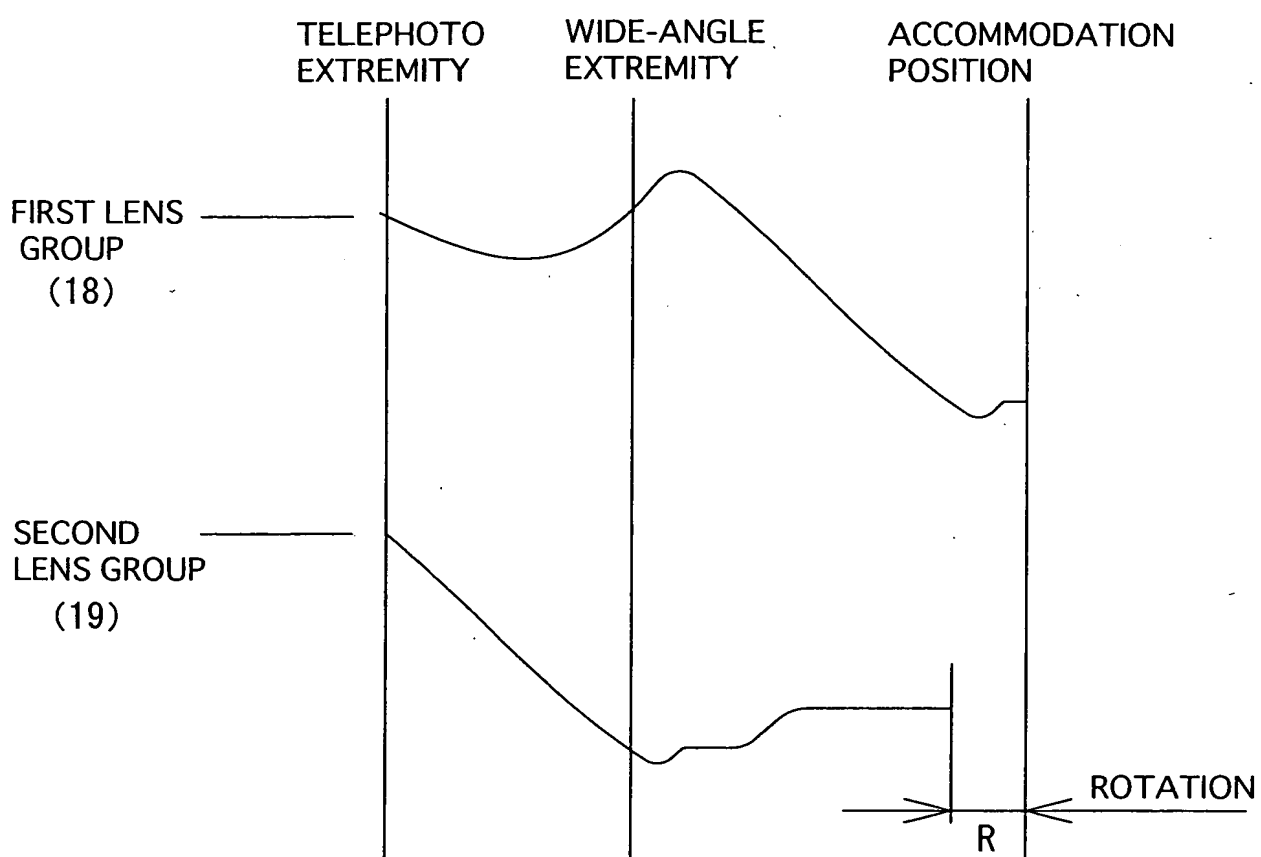 TELEPHOTO
EXTREMITY
WIDE-ANGLE
EXTREMITY
ACCOMMODATION
POSITION
FIRST LENS
GROUP
(18)
SECOND
LENS GROUP
(19)
ROTATION
R